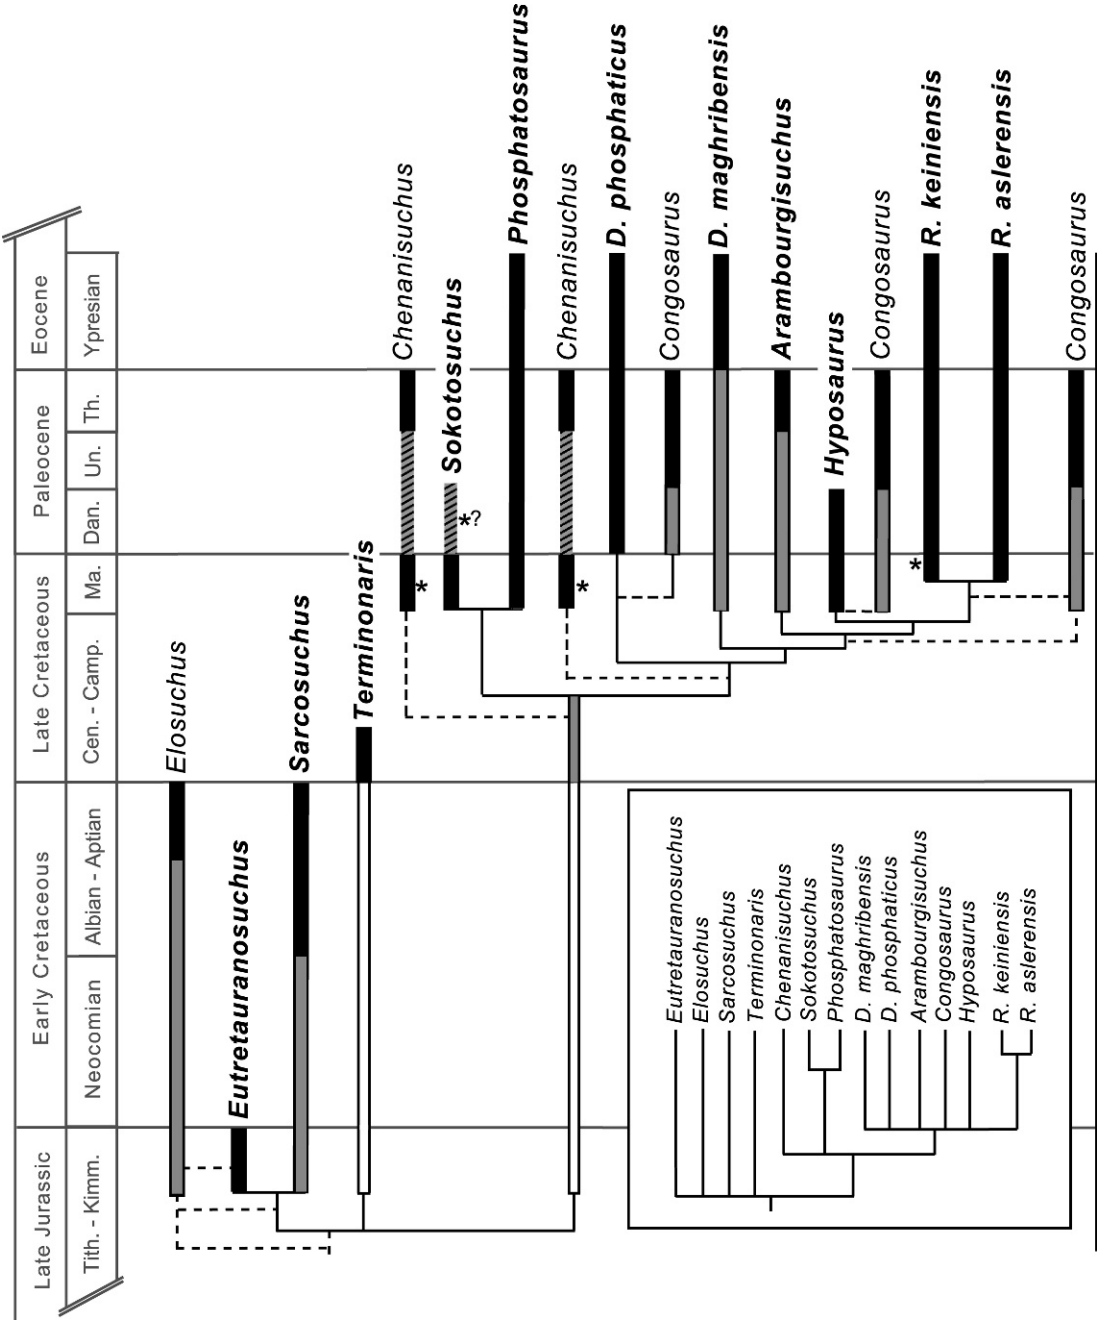 Eocene
Ypresian
Paleocene
Th.
Un.
Dan.
Late Cretaceous
Ma.
Cen. - Camp.
Early Cretaceous
Albian - Aptian
Neocomian
Late Jurassic
Tith. - Kimm.
Elosuchus
Eutretauranosuchus
Sarcosuchus
Terminonaris
Chenanisuchus
*
Sokotosuchus
*?
Phosphatosaurus
Chenanisuchus
*
D. phosphaticus
Congosaurus
D. maghribensis
Arambourgisuchus
Hyposaurus
Congosaurus
*
R. keiniensis
R. aslerensis
Congosaurus
Eutretauranosuchus
Elosuchus
Sarcosuchus
Terminonaris
Chenanisuchus
Sokotosuchus
Phosphatosaurus
D. maghribensis
D. phosphaticus
Arambourgisuchus
Congosaurus
Hyposaurus
R. keiniensis
R. aslerensis